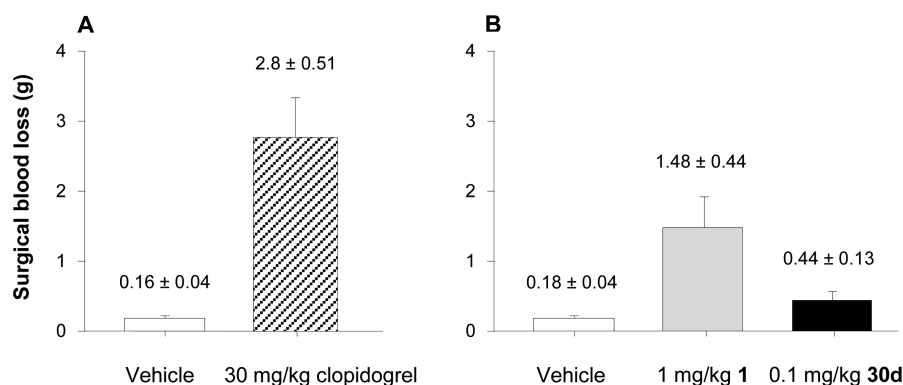 A
Surgical blood loss (g)
4
3
2
1
0
0.16 ± 0.04
2.8 ± 0.51
Vehicle
30 mg/kg clopidogrel
B
4
3
2
1
0
0.18 ± 0.04
1.48 ± 0.44
0.44 ± 0.13
Vehicle
1 mg/kg 1
0.1 mg/kg 30d